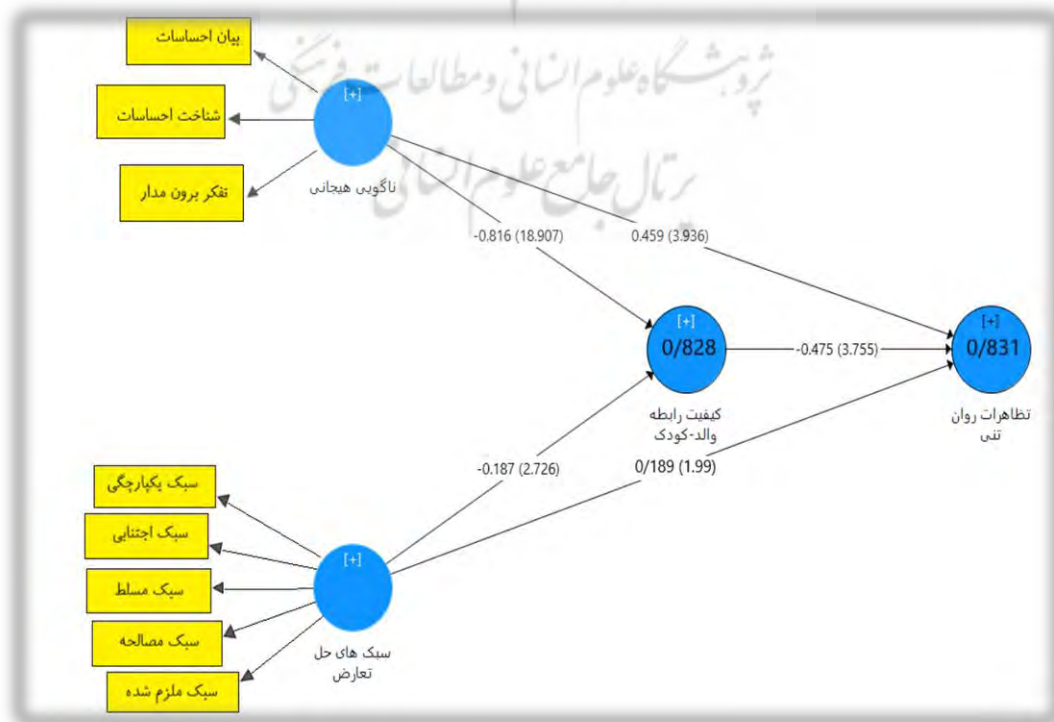 پژوهشگاه علوم انسانی و مطالعات فرهنگی
پرتال جامع علوم انسانی
بیان احساسات
شناخت احساسات
تفکر برون مدار
[+]
ناگویی هیجانی
-0.816 (18.907)
0.459 (3.936)
[+]
0/828
کیفیت رابطه
والد-کودک
-0.475 (3.755)
[+]
0/831
تظاهرات روان
تنی
-0.187 (2.726)
0/189 (1.99)
سبک یکپارچگی
سبک اجتنابی
سبک مسلط
سبک مصالحه
سبک ملزم شده
[+]
سبک های حل
تعارض